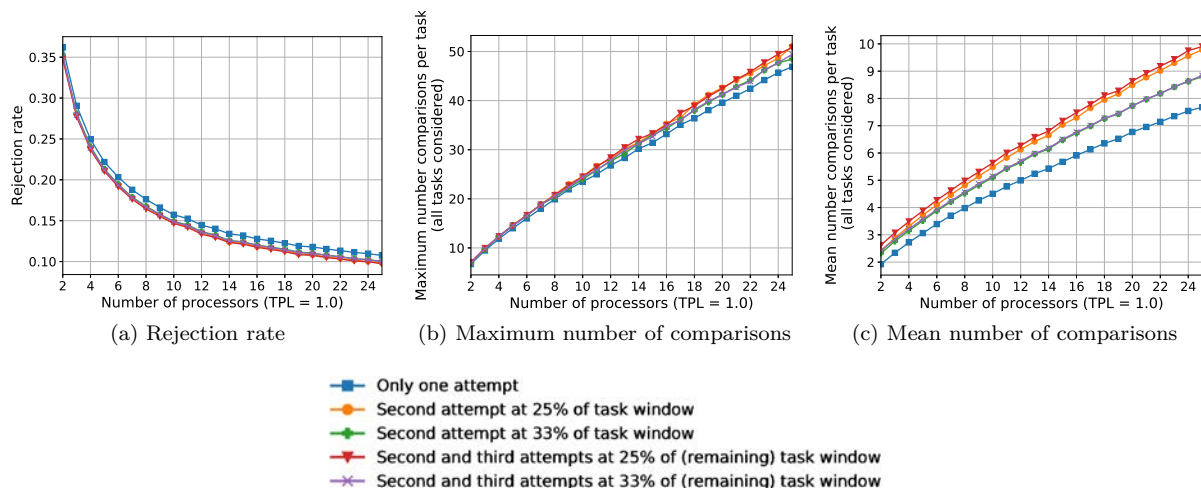 0.35
0.30
0.25
0.20
0.15
0.10
Rejection rate
2 4 6 8 10 12 14 16 18 20 22 24
Number of processors (TPL = 1.0)
(a) Rejection rate
50
40
30
20
10
Maximum number comparisons per task
(all tasks considered)
2 4 6 8 10 12 14 16 18 20 22 24
Number of processors (TPL = 1.0)
(b) Maximum number of comparisons
10
9
8
7
6
5
4
3
2
Mean number comparisons per task
(all tasks considered)
2 4 6 8 10 12 14 16 18 20 22 24
Number of processors (TPL = 1.0)
(c) Mean number of comparisons
Only one attempt
Second attempt at 25% of task window
Second attempt at 33% of task window
Second and third attempts at 25% of (remaining) task window
Second and third attempts at 33% of (remaining) task window